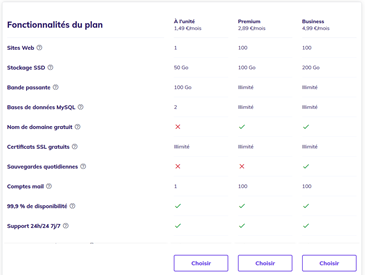 Fonctionnalités du plan
À l'unité Premium Business
1,49 €/mois 2,89 €/mois 4,99 €/mois
Sites Web 1 100 100
Stockage SSD 50 Go 100 Go 200 Go
Bande passante 100 Go Illimité Illimité
Bases de données MySQL 2 Illimité Illimité
Nom de domaine gratuit
Certificats SSL gratuits Illimité Illimité Illimité
Sauvegardes quotidiennes
Comptes mail 1 100 100
99,9 % de disponibilité
Support 24h/24 7j/7
Choisir Choisir Choisir